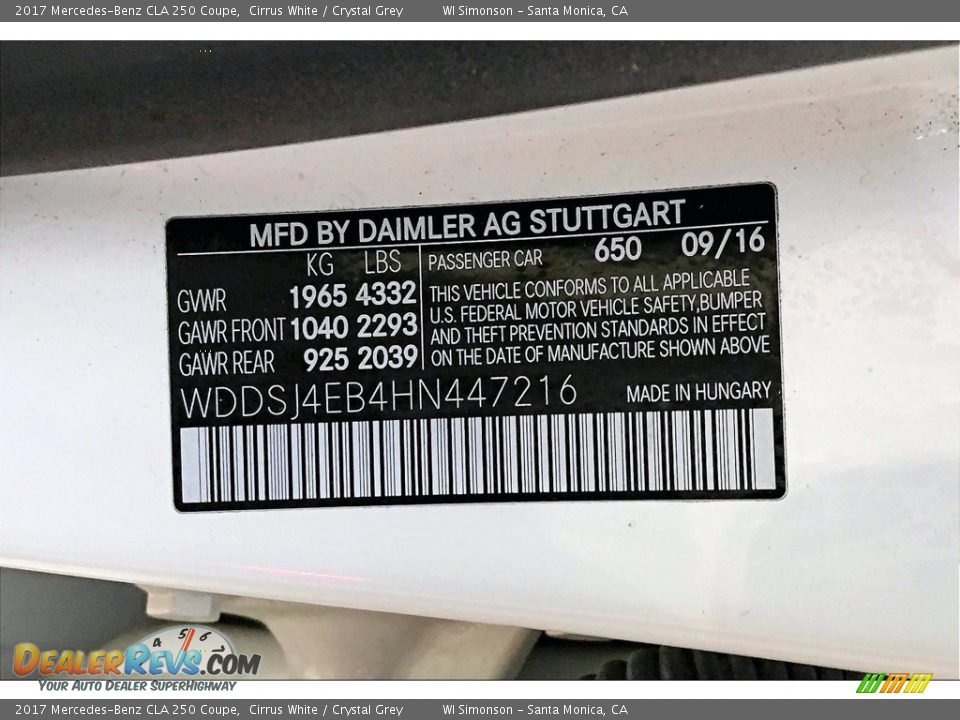 2017 Mercedes-Benz CLA 250 Coupe, Cirrus White / Crystal Grey WI Simonson - Santa Monica, CA
MFD BY DAIMLER AG STUTTGART
KG LBS
GVWR 1965 4332
GAWR FRONT 1040 2293
GAWR REAR 925 2039
PASSENGER CAR 650 09/16
THIS VEHICLE CONFORMS TO ALL APPLICABLE
U.S. FEDERAL MOTOR VEHICLE SAFETY, BUMPER
AND THEFT PREVENTION STANDARDS IN EFFECT
ON THE DATE OF MANUFACTURE SHOWN ABOVE
WDDSJ4EB4HN447216 MADE IN HUNGARY
4 5 6
DEALERREVS.COM
YOUR AUTO DEALER SUPERHIGHWAY
2017 Mercedes-Benz CLA 250 Coupe, Cirrus White / Crystal Grey WI Simonson - Santa Monica, CA